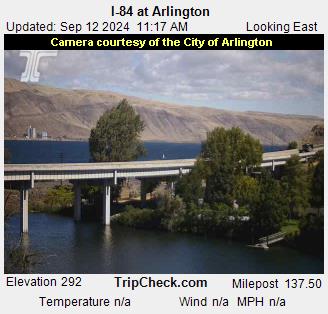 I-84 at Arlington
Updated: Sep 12 2024 11:17 AM Looking East
Camera courtesy of the City of Arlington
Elevation 292 TripCheck.com Milepost 137.50
Temperature n/a Wind n/a MPH n/a